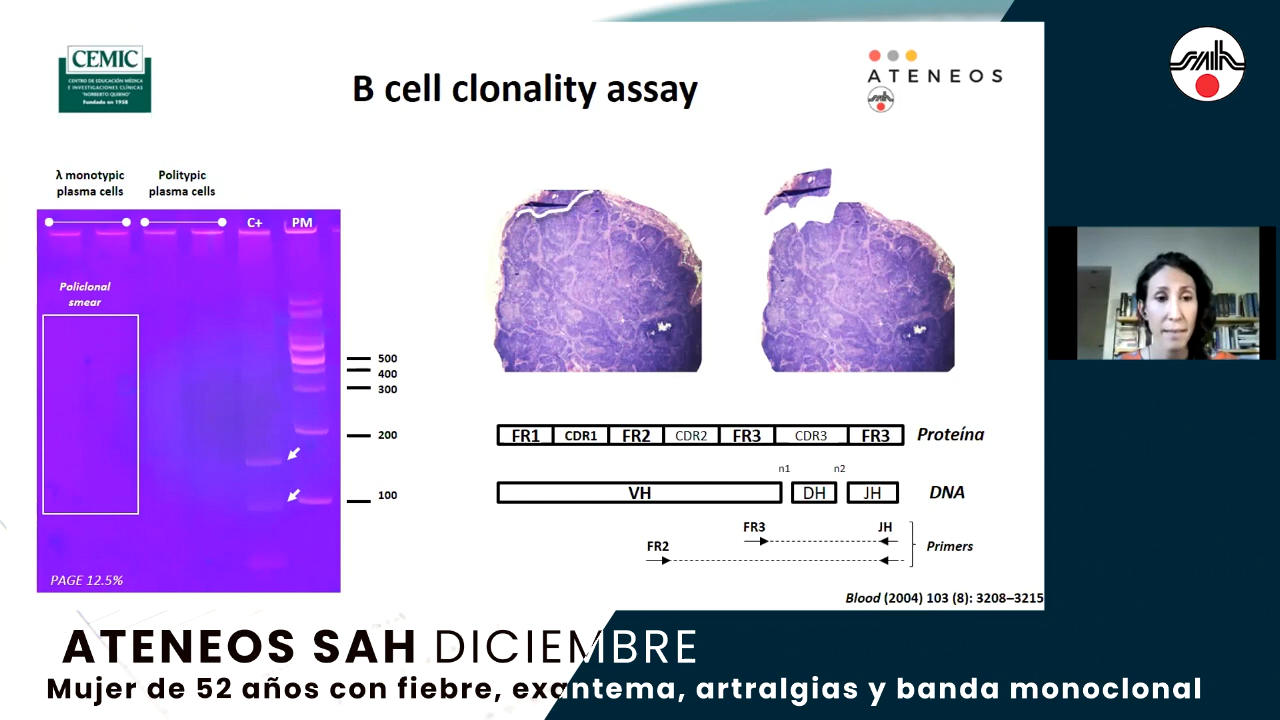 CEMIC
CENTRO DE EDUCACIÓN MÉDICA
E INVESTIGACIONES CLÍNICAS
"NORBERTO QUIRNO"
Fundado en 1958
B cell clonality assay
ATENEOS
λ monotypic
plasma cells
Politypic
plasma cells
C+
PM
Policlonal
smear
500
400
300
200
100
PAGE 12.5%
FR1
CDR1
FR2
CDR2
FR3
CDR3
FR3
Proteína
n1
n2
VH
DH
JH
DNA
FR3
JH
FR2
Primers
Blood (2004) 103 (8): 3208–3215
ATENEOS SAH DICIEMBRE
Mujer de 52 años con fiebre, exantema, artralgias y banda monoclonal